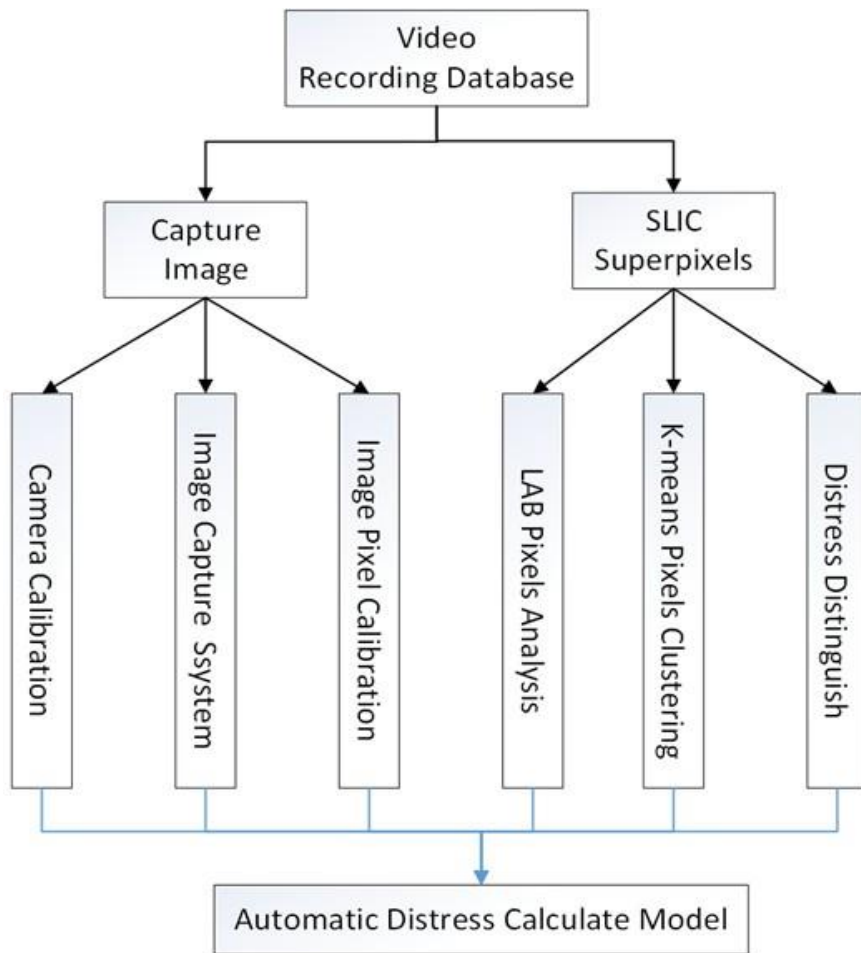 Video
Recording Database
Capture
Image
SLIC
Superpixels
Camera Calibration
Image Capture Ssystem
Image Pixel Calibration
LAB Pixels Analysis
K-means Pixels Clustering
Distress Distinguish
Automatic Distress Calculate Model